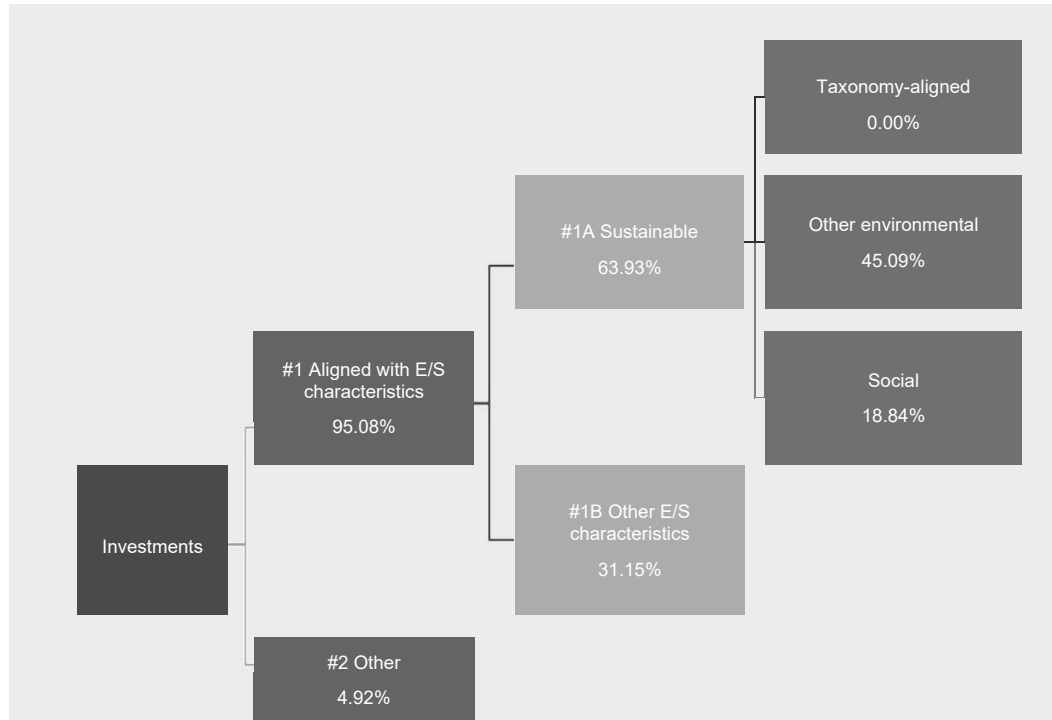 Taxonomy-aligned
0.00%
#1A Sustainable
63.93%
Other environmental
45.09%
#1 Aligned with E/S
characteristics
95.08%
Social
18.84%
#1B Other E/S
characteristics
31.15%
Investments
#2 Other
4.92%